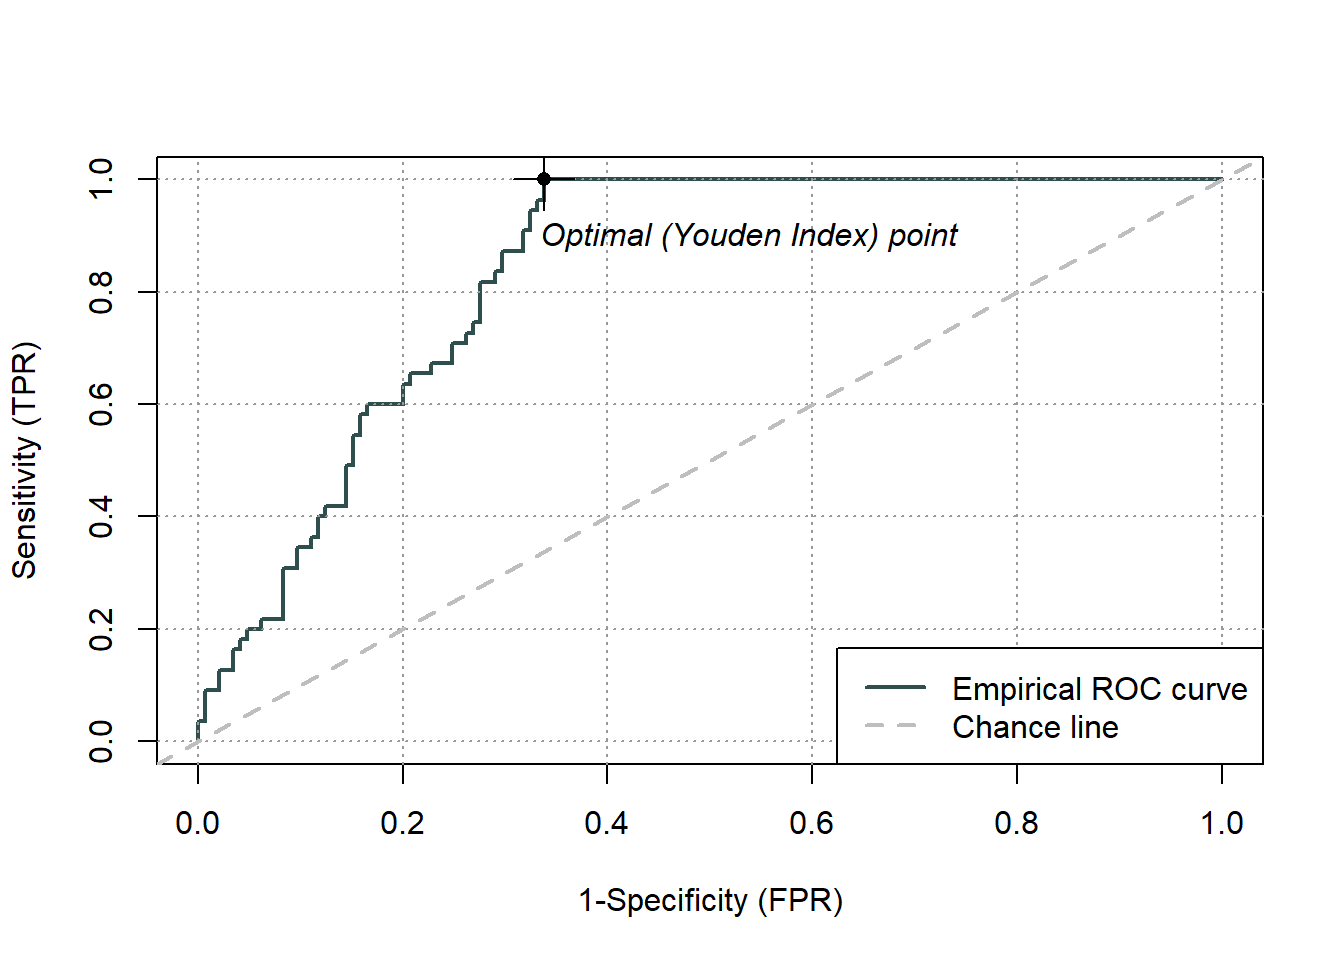 Sensitivity (TPR)
1.0
0.8
0.6
0.4
0.2
0.0
Optimal (Youden Index) point
Empirical ROC curve
Chance line
0.0 0.2 0.4 0.6 0.8 1.0
1-Specificity (FPR)